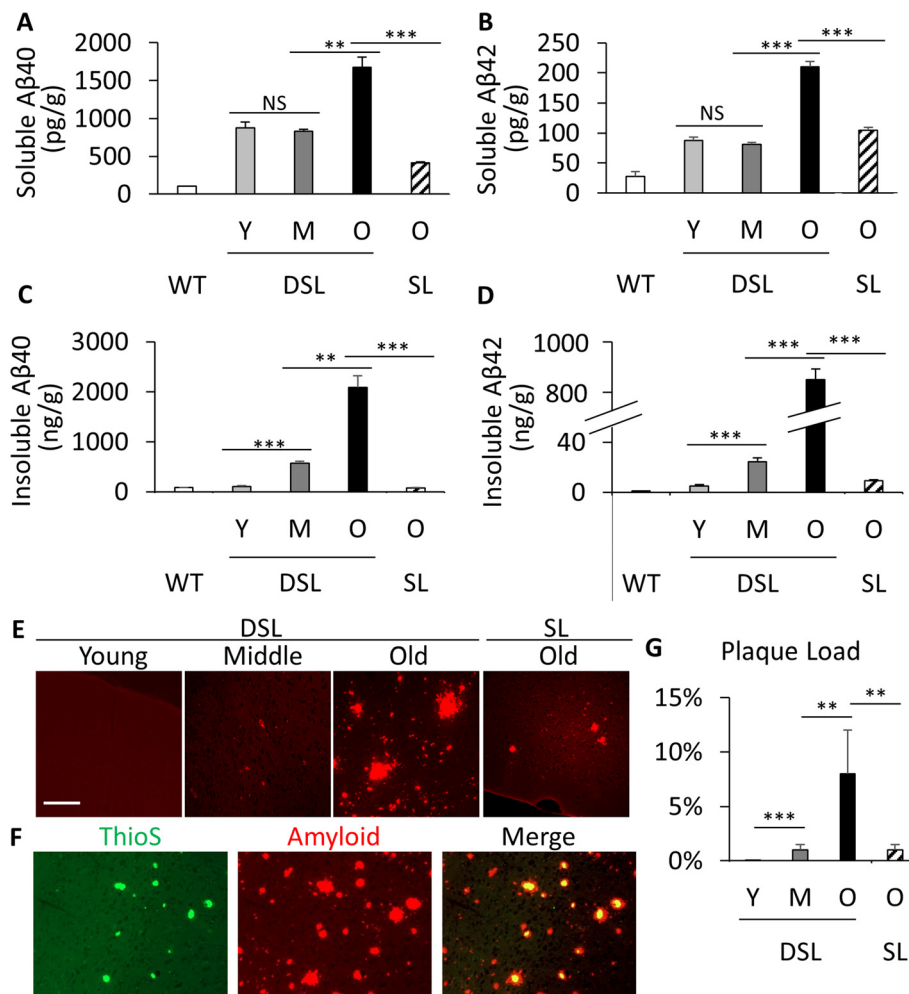 A
Soluble Aβ40
(pg/g)
2000
1500
1000
500
0
NS
**
***
Y M O O
WT DSL SL
B
Soluble Aβ42
(pg/g)
250
200
150
100
50
0
NS
***
***
Y M O O
WT DSL SL
C
Insoluble Aβ40
(ng/g)
3000
2000
1000
0
***
**
***
Y M O O
WT DSL SL
D
Insoluble Aβ42
(ng/g)
1000
800
40
0
***
***
***
Y M O O
WT DSL SL
E
DSL SL
Young Middle Old Old
F
ThioS Amyloid Merge
G
Plaque Load
15%
10%
5%
0%
***
**
**
Y M O O
DSL SL